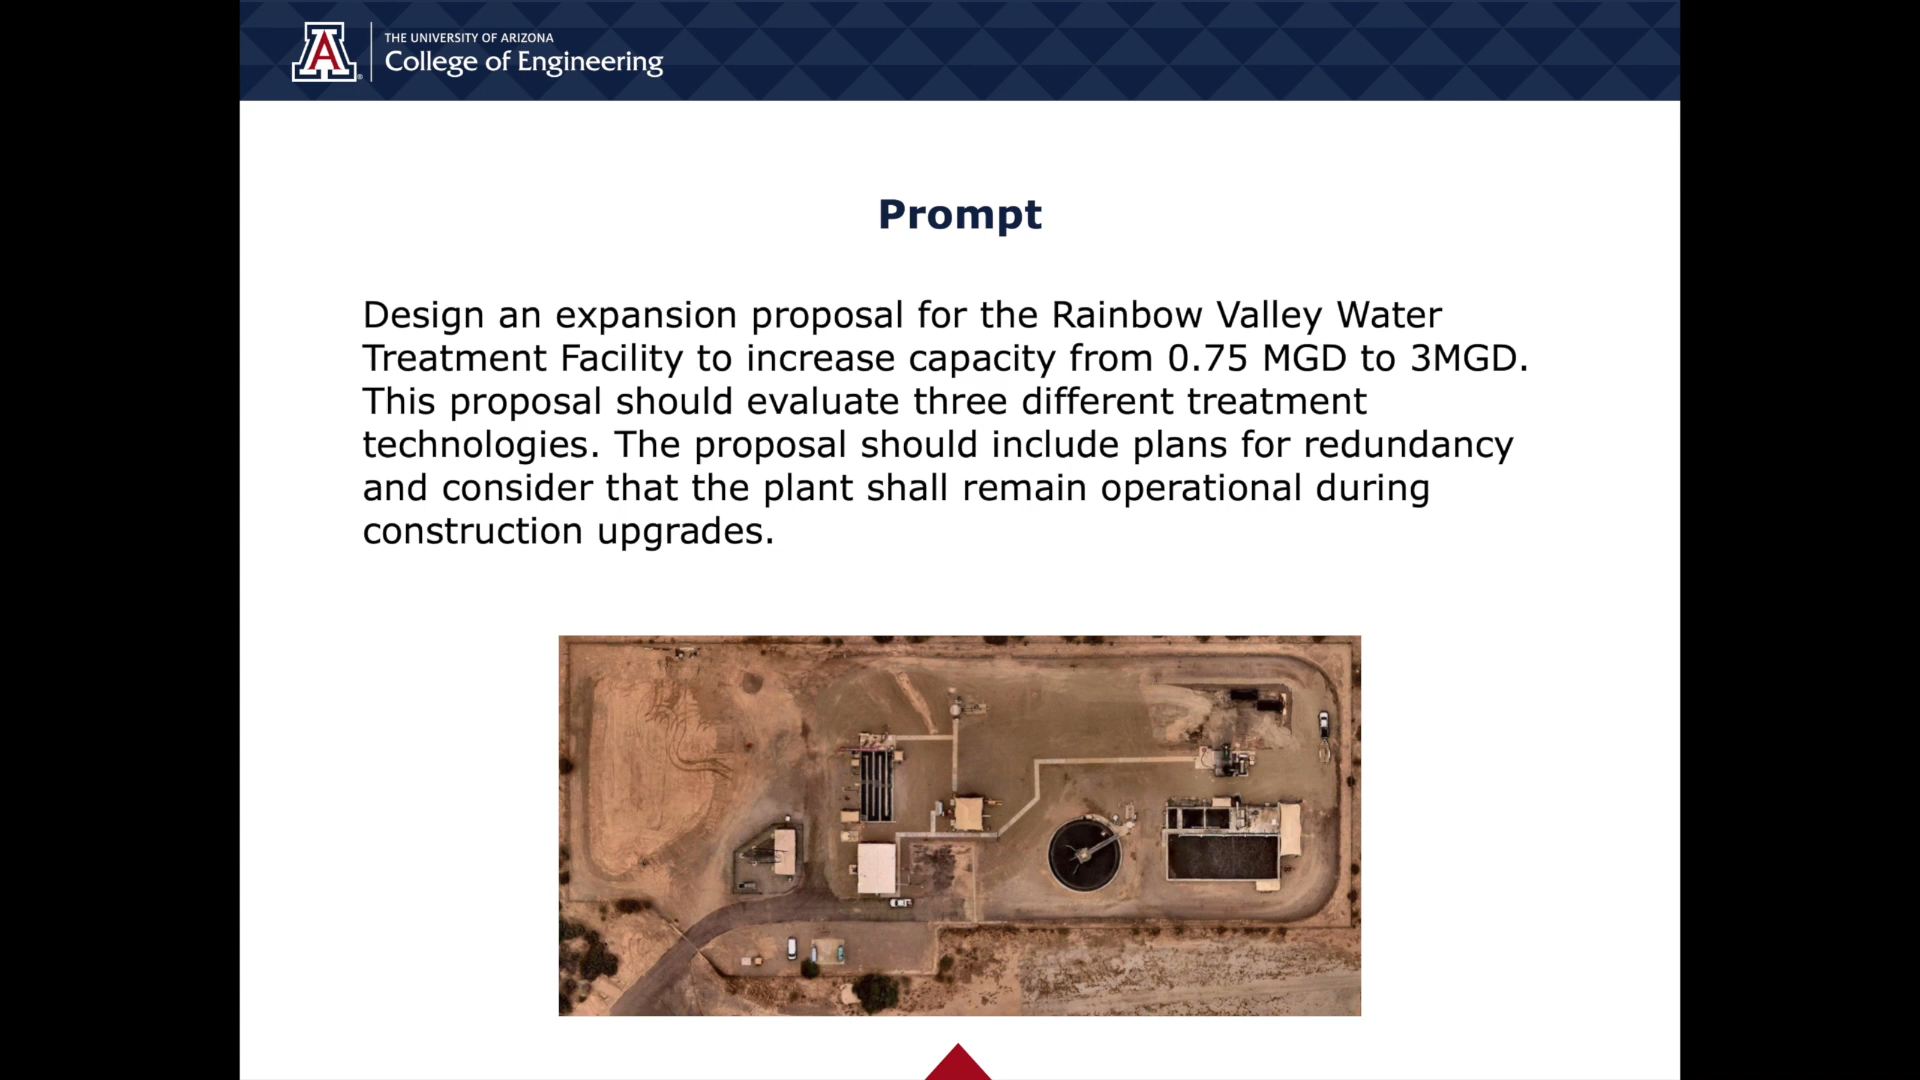 THE UNIVERSITY OF ARIZONA
College of Engineering
Prompt
Design an expansion proposal for the Rainbow Valley Water
Treatment Facility to increase capacity from 0.75 MGD to 3MGD.
This proposal should evaluate three different treatment
technologies. The proposal should include plans for redundancy
and consider that the plant shall remain operational during
construction upgrades.